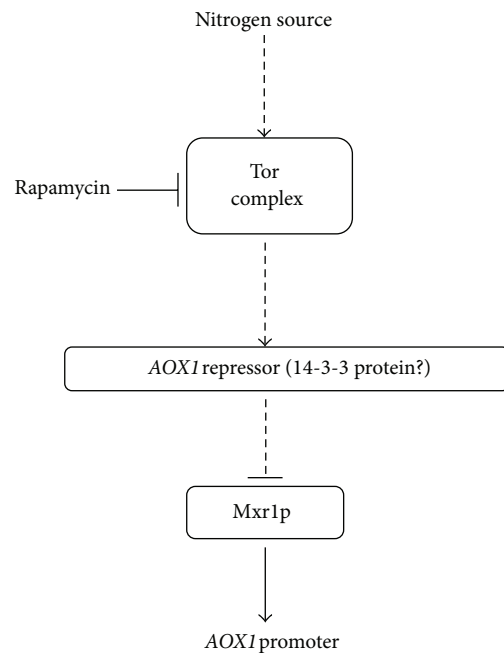 Nitrogen source
Tor
complex
Rapamycin
AOX1 repressor (14-3-3 protein?)
Mxr1p
AOX1 promoter